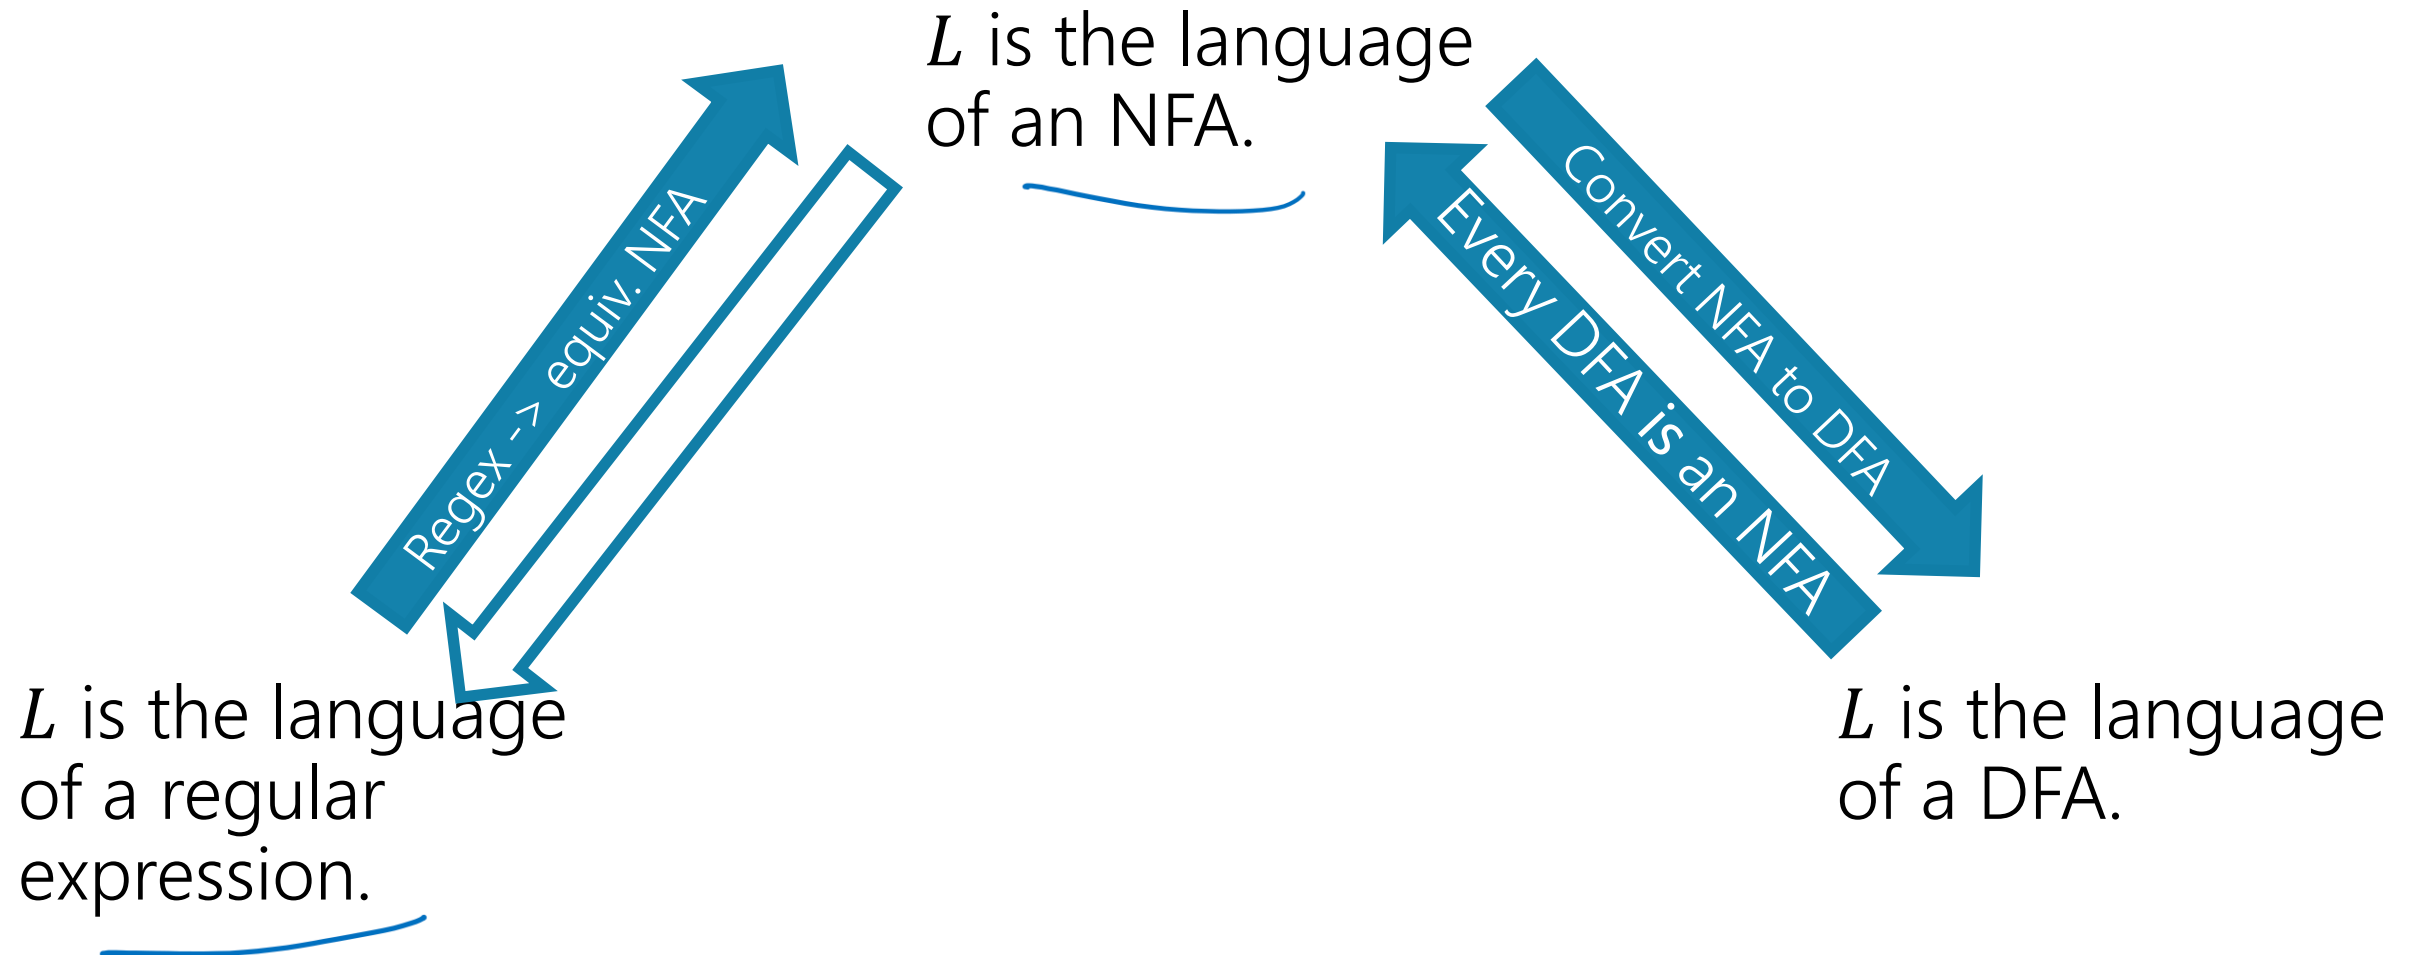 L is the language
of an NFA.
Regex -> equiv. NFA
Convert NFA to DFA
Every DFA is an NFA
L is the language
of a regular
expression.
L is the language
of a DFA.